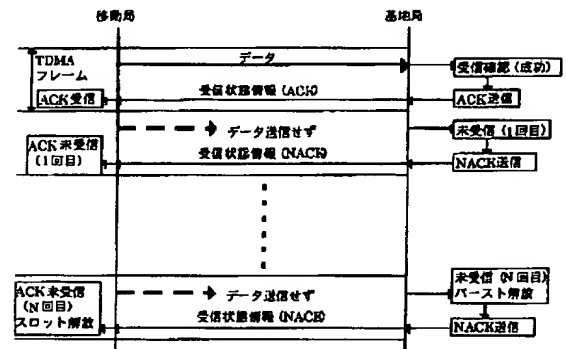 移動局
基地局
TDMA
フレーム
データ
受信確認(成功)
受信状態情報(ACK)
ACK受信
ACK送信
データ送信せず
未受信(1回目)
ACK未受信
(1回目)
受信状態情報(NACK)
NACK送信
ACK未受信
(N回目)
スロット解放
データ送信せず
未受信(N回目)
バースト解放
受信状態情報(NACK)
NACK送信